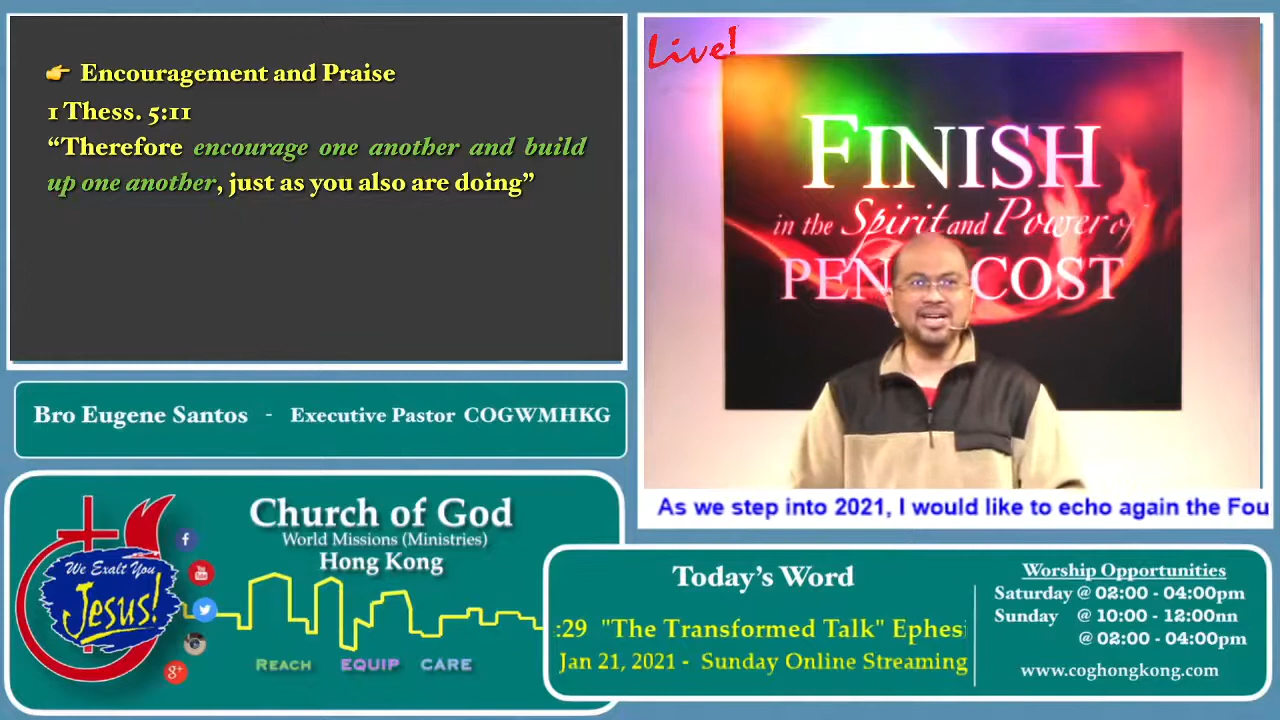 👉 Encouragement and Praise
1 Thess. 5:11
“Therefore encourage one another and build
up one another, just as you also are doing”
Live!
FINISH
in the Spirit and Power of
PEN COST
Bro Eugene Santos - Executive Pastor COGWMHKG
As we step into 2021, I would like to echo again the Fou
Church of God
World Missions (Ministries)
Hong Kong
We Exalt You
Jesus!
REACH EQUIP CARE
Today’s Word
:29 "The Transformed Talk" Ephesi
Jan 21, 2021 - Sunday Online Streaming
Worship Opportunities
Saturday @ 02:00 - 04:00pm
Sunday @ 10:00 - 12:00nn
@ 02:00 - 04:00pm
www.coghongkong.com